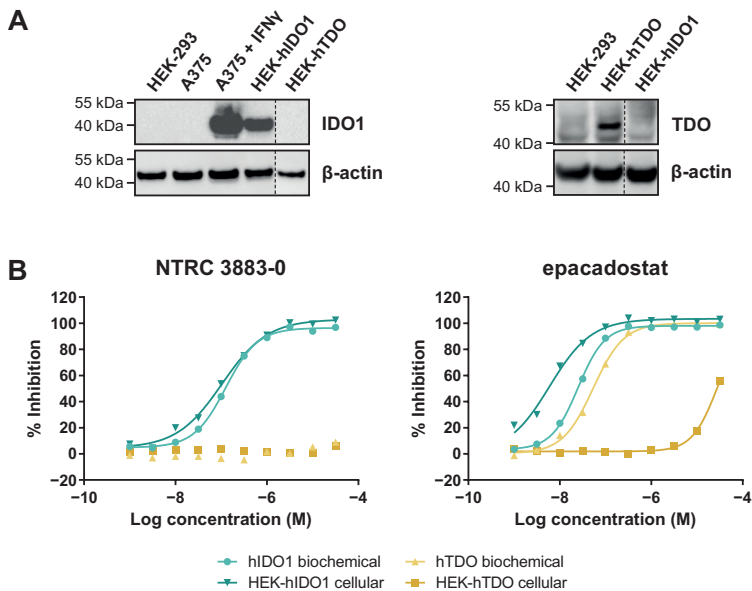 A
HEK-293
A375
A375 + IFNγ
HEK-hIDO1
HEK-hTDO
55 kDa
40 kDa
IDO1
55 kDa
40 kDa
β-actin
HEK-293
HEK-hTDO
HEK-hIDO1
55 kDa
40 kDa
TDO
55 kDa
40 kDa
β-actin
B
NTRC 3883-0
120
100
80
60
40
20
0
−20
% Inhibition
−10
−8
−6
−4
Log concentration (M)
epacadostat
120
100
80
60
40
20
0
−20
% Inhibition
−10
−8
−6
−4
Log concentration (M)
hIDO1 biochemical
hTDO biochemical
HEK-hIDO1 cellular
HEK-hTDO cellular